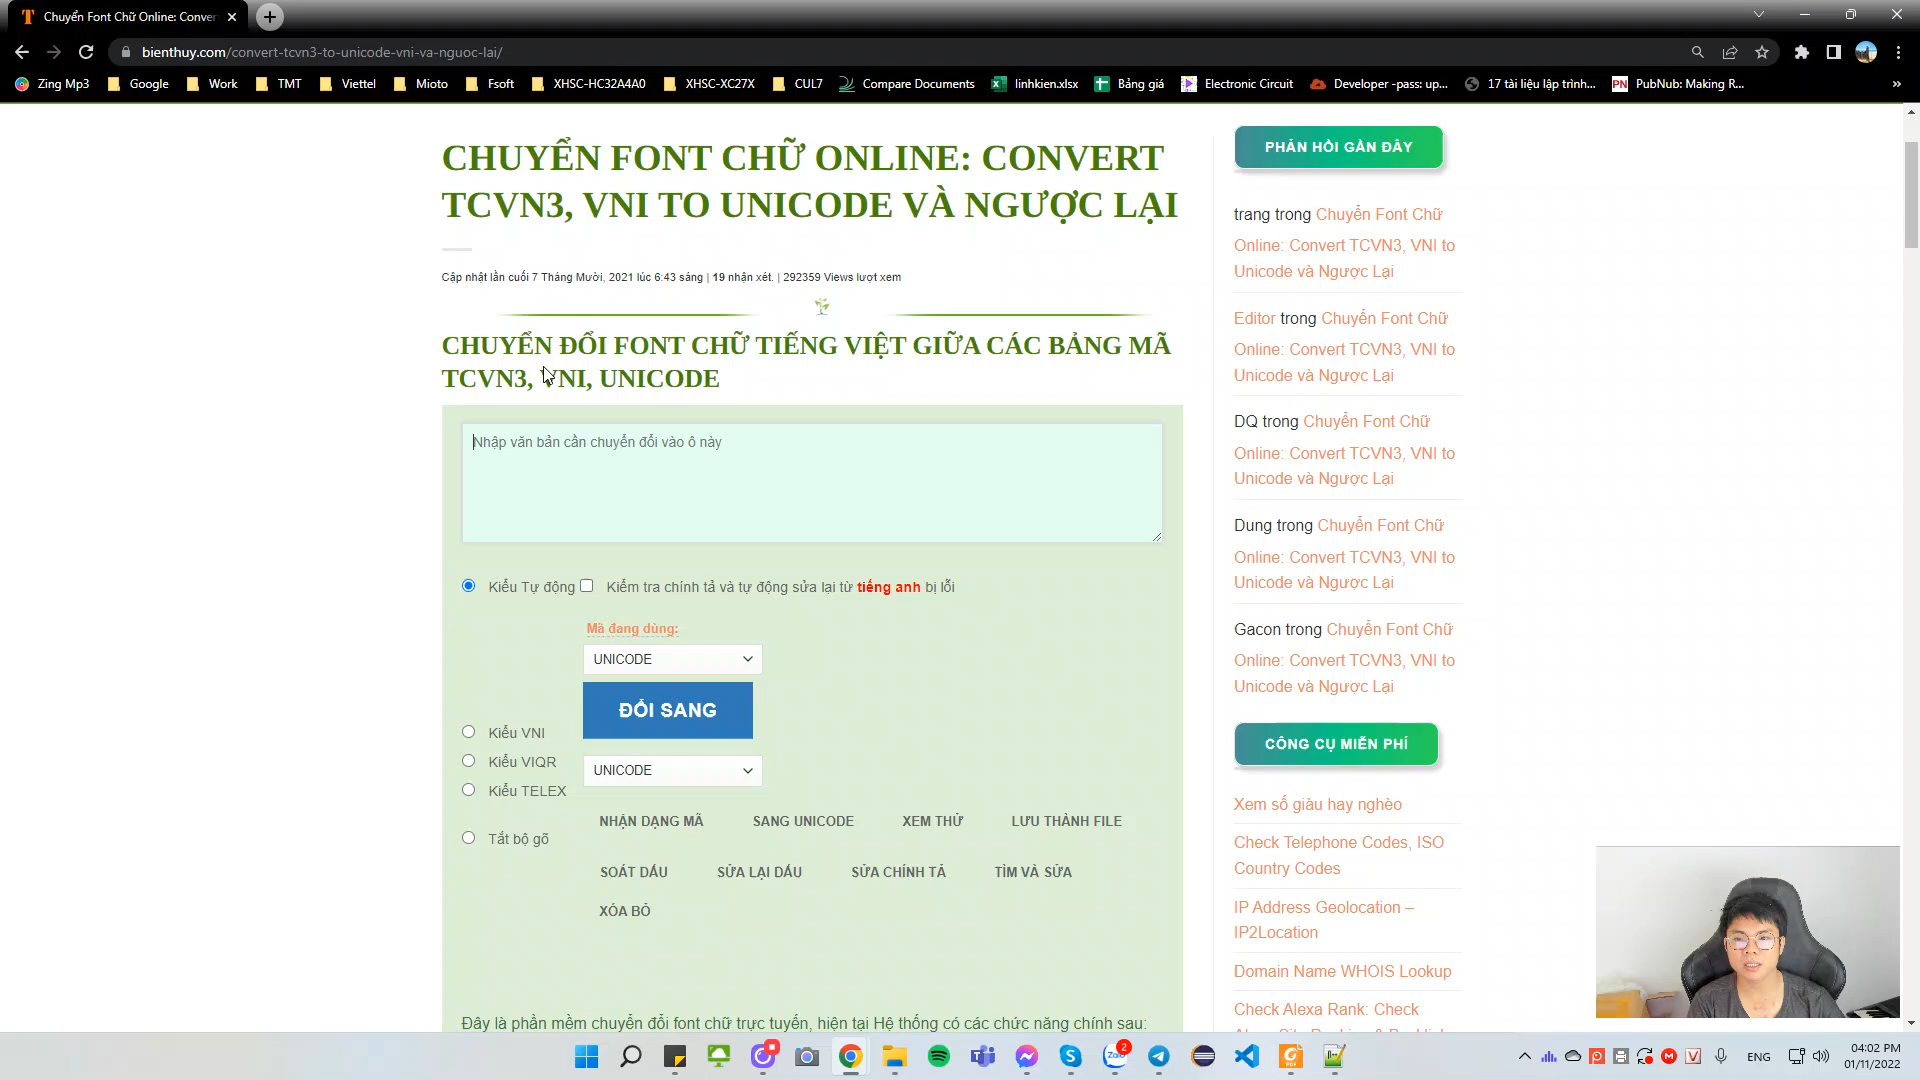 Chuyển Font Chữ Online: Conver
bienthuy.com/convert-tcvn3-to-unicode-vni-va-nguoc-lai/
Zing Mp3
Google
Work
TMT
Viettel
Mioto
Fsoft
XHSC-HC32A4A0
XHSC-XC27X
CUL7
Compare Documents
linhkien.xlsx
Bảng giá
Electronic Circuit
Developer -pass: up...
17 tài liệu lập trình...
PN
PubNub: Making R...
»
CHUYỂN FONT CHỮ ONLINE: CONVERT
TCVN3, VNI TO UNICODE VÀ NGƯỢC LẠI
Cập nhật lần cuối 7 Tháng Mười, 2021 lúc 6:43 sáng | 19 nhận xét. | 292359 Views lượt xem
CHUYỂN ĐỔI FONT CHỮ TIẾNG VIỆT GIỮA CÁC BẢNG MÃ
TCVN3, VNI, UNICODE
Nhập văn bản cần chuyển đổi vào ô này
Kiểu Tự động
Kiểm tra chính tả và tự động sửa lại từ tiếng anh bị lỗi
Mã đang dùng:
UNICODE
ĐỔI SANG
Kiểu VNI
Kiểu VIQR
UNICODE
Kiểu TELEX
NHẬN DẠNG MÃ
SANG UNICODE
XEM THỬ
LƯU THÀNH FILE
Tắt bộ gõ
SOÁT DẤU
SỬA LẠI DẤU
SỬA CHÍNH TẢ
TÌM VÀ SỬA
XÓA BỎ
Đây là phần mềm chuyển đổi font chữ trực tuyến, hiện tại Hệ thống có các chức năng chính sau:
PHẢN HỒI GẦN ĐÂY
trang trong Chuyển Font Chữ
Online: Convert TCVN3, VNI to
Unicode và Ngược Lại
Editor trong Chuyển Font Chữ
Online: Convert TCVN3, VNI to
Unicode và Ngược Lại
DQ trong Chuyển Font Chữ
Online: Convert TCVN3, VNI to
Unicode và Ngược Lại
Dung trong Chuyển Font Chữ
Online: Convert TCVN3, VNI to
Unicode và Ngược Lại
Gacon trong Chuyển Font Chữ
Online: Convert TCVN3, VNI to
Unicode và Ngược Lại
CÔNG CỤ MIỄN PHÍ
Xem số giàu hay nghèo
Check Telephone Codes, ISO
Country Codes
IP Address Geolocation –
IP2Location
Domain Name WHOIS Lookup
Check Alexa Rank: Check
Zalo
2
ENG
04:02 PM
01/11/2022